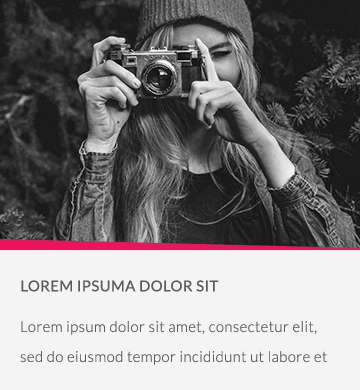 LOREM IPSUMA DOLOR SIT
Lorem ipsum dolor sit amet, consectetur elit,
sed do eiusmod tempor incididunt ut labore et